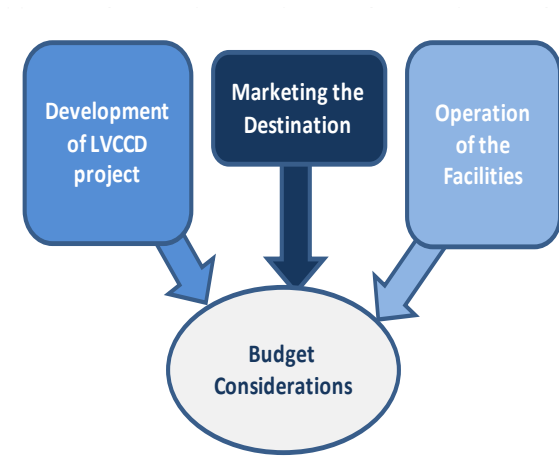 Development
of LVCCD
project
Marketing the
Destination
Operation
of the
Facilities
Budget
Considerations